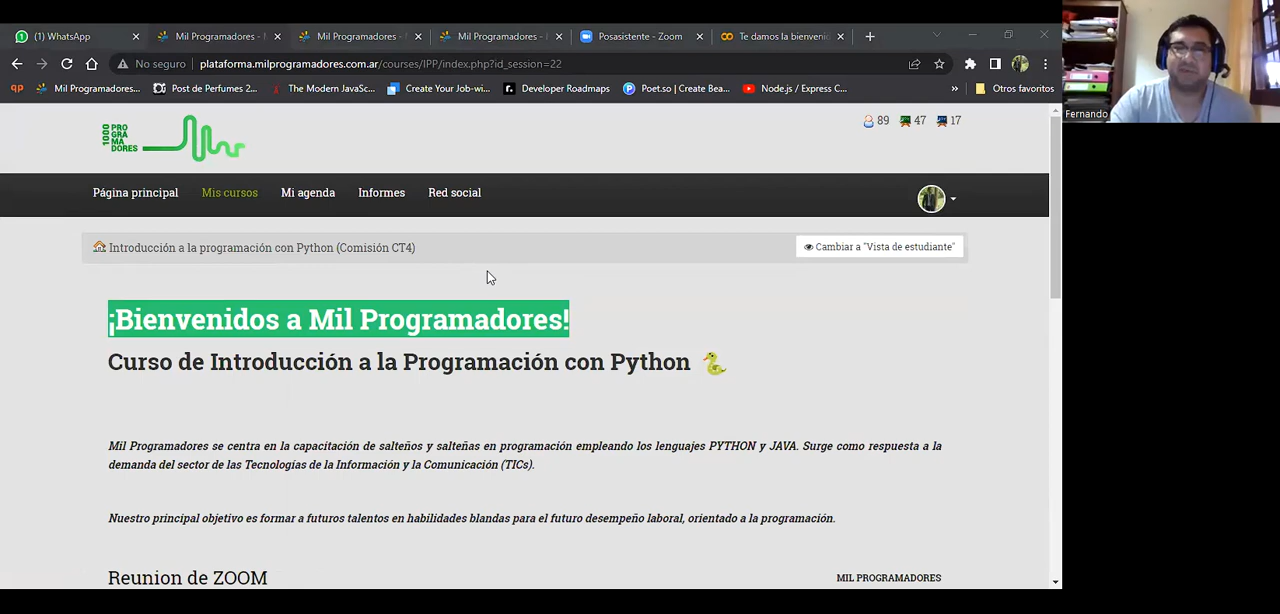 (1) WhatsApp
Mil Programadores -
Mil Programadores -
Mil Programadores -
Posasistente - Zoom
Te damos la bienveni
No seguro
plataforma.milprogramadores.com.ar/courses/IPP/index.php?id_session=22
Mil Programadores...
Post de Perfumes 2...
The Modern JavaS...
Create Your Job-wi...
Developer Roadmaps
Poet.so | Create Bea...
Node.js / Express C...
»
Otros favoritos
Fernando
1000
PRO
GRA
MA
DORES
89 47 17
Página principal Mis cursos Mi agenda Informes Red social
Introducción a la programación con Python (Comisión CT4)
Cambiar a "Vista de estudiante"
¡Bienvenidos a Mil Programadores!
Curso de Introducción a la Programación con Python
Mil Programadores se centra en la capacitación de salteños y salteñas en programación empleando los lenguajes PYTHON y JAVA. Surge como respuesta a la
demanda del sector de las Tecnologías de la Información y la Comunicación (TICs).
Nuestro principal objetivo es formar a futuros talentos en habilidades blandas para el futuro desempeño laboral, orientado a la programación.
Reunion de ZOOM
MIL PROGRAMADORES